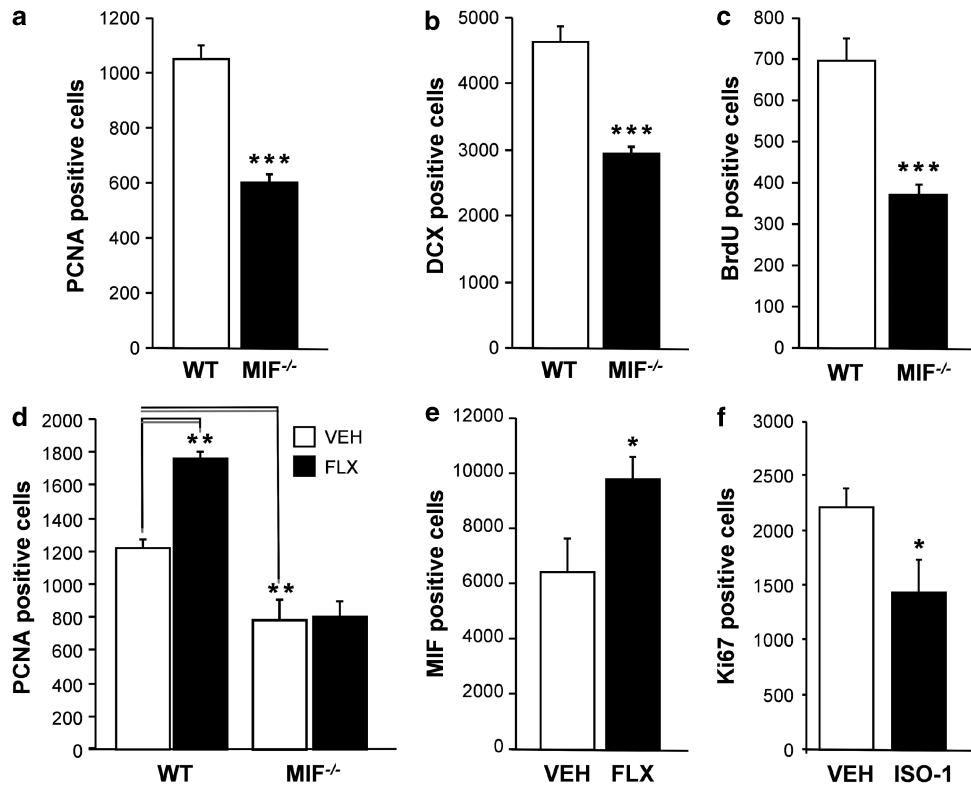 a
PCNA positive cells
1200
1000
800
600
400
200
0
***
WT MIF-/-
b
DCX positive cells
5000
4000
3000
2000
1000
0
***
WT MIF-/-
c
BrdU positive cells
800
700
600
500
400
300
200
100
0
***
WT MIF-/-
d
PCNA positive cells
2000
1800
1600
1400
1200
1000
800
600
400
200
0
**
**
VEH
FLX
WT MIF-/-
e
MIF positive cells
12000
10000
8000
6000
4000
2000
0
*
VEH FLX
f
Ki67 positive cells
3000
2500
2000
1500
1000
500
0
*
VEH ISO-1